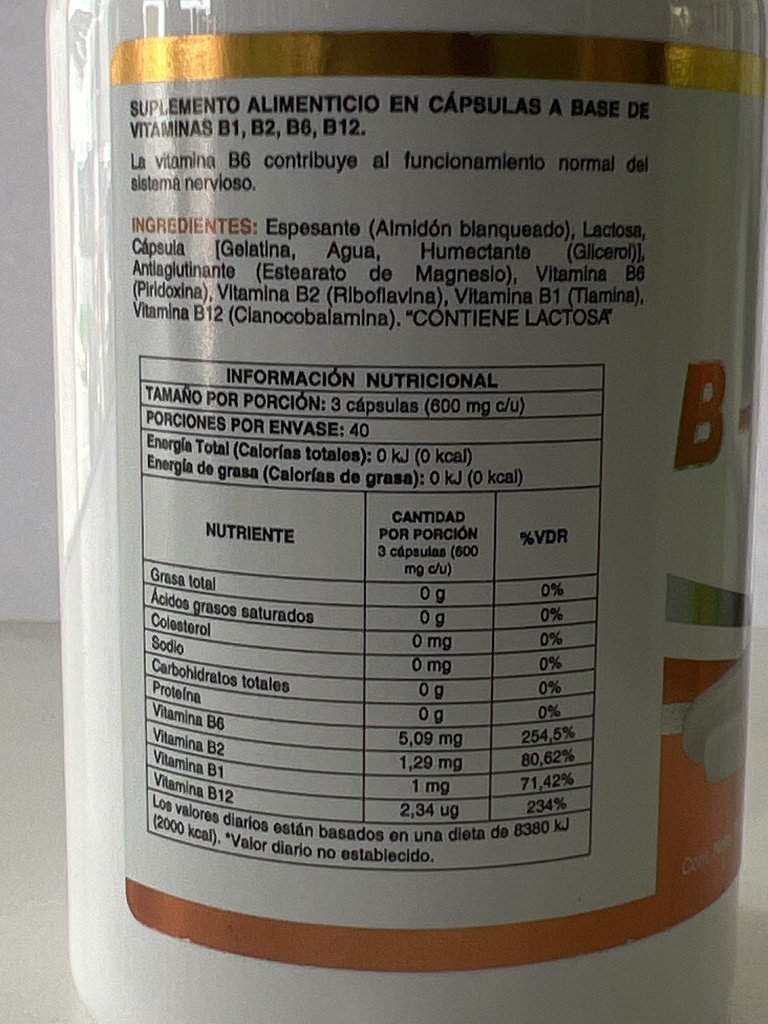 SUPLEMENTO ALIMENTICIO EN CÁPSULAS A BASE DE
VITAMINAS B1, B2, B6, B12.
La vitamina B6 contribuye al funcionamiento normal del
sistema nervioso.
INGREDIENTES: Espesante (Almidón blanqueado), Lactosa,
Cápsula [Gelatina, Agua, Humectante (Glicerol)],
Antiaglutinante (Estearato de Magnesio), Vitamina B6
(Piridoxina), Vitamina B2 (Riboflavina), Vitamina B1 (Tiamina),
Vitamina B12 (Cianocobalamina). "CONTIENE LACTOSA"
INFORMACIÓN NUTRICIONAL
TAMAÑO POR PORCIÓN: 3 cápsulas (600 mg c/u)
PORCIONES POR ENVASE: 40
Energía Total (Calorías totales): 0 kJ (0 kcal)
Energía de grasa (Calorías de grasa): 0 kJ (0 kcal)
NUTRIENTE
CANTIDAD
POR PORCIÓN
3 cápsulas (600
mg c/u)
%VDR
Grasa total 0 g 0%
Ácidos grasos saturados 0 g 0%
Colesterol 0 mg 0%
Sodio 0 mg 0%
Carbohidratos totales 0 g 0%
Proteína 0 g 0%
Vitamina B6 5,09 mg 254,5%
Vitamina B2 1,29 mg 80,62%
Vitamina B1 1 mg 71,42%
Vitamina B12 2,34 ug 234%
Los valores diarios están basados en una dieta de 8380 kJ
(2000 kcal). *Valor diario no establecido.
B-